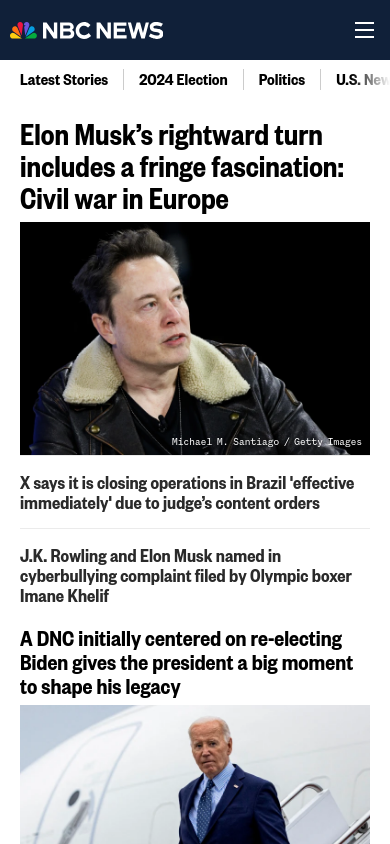 NBC NEWS
Latest Stories
2024 Election
Politics
U.S. New
Elon Musk’s rightward turn
includes a fringe fascination:
Civil war in Europe
Michael M. Santiago / Getty Images
X says it is closing operations in Brazil 'effective
immediately' due to judge’s content orders
J.K. Rowling and Elon Musk named in
cyberbullying complaint filed by Olympic boxer
Imane Khelif
A DNC initially centered on re-electing
Biden gives the president a big moment
to shape his legacy